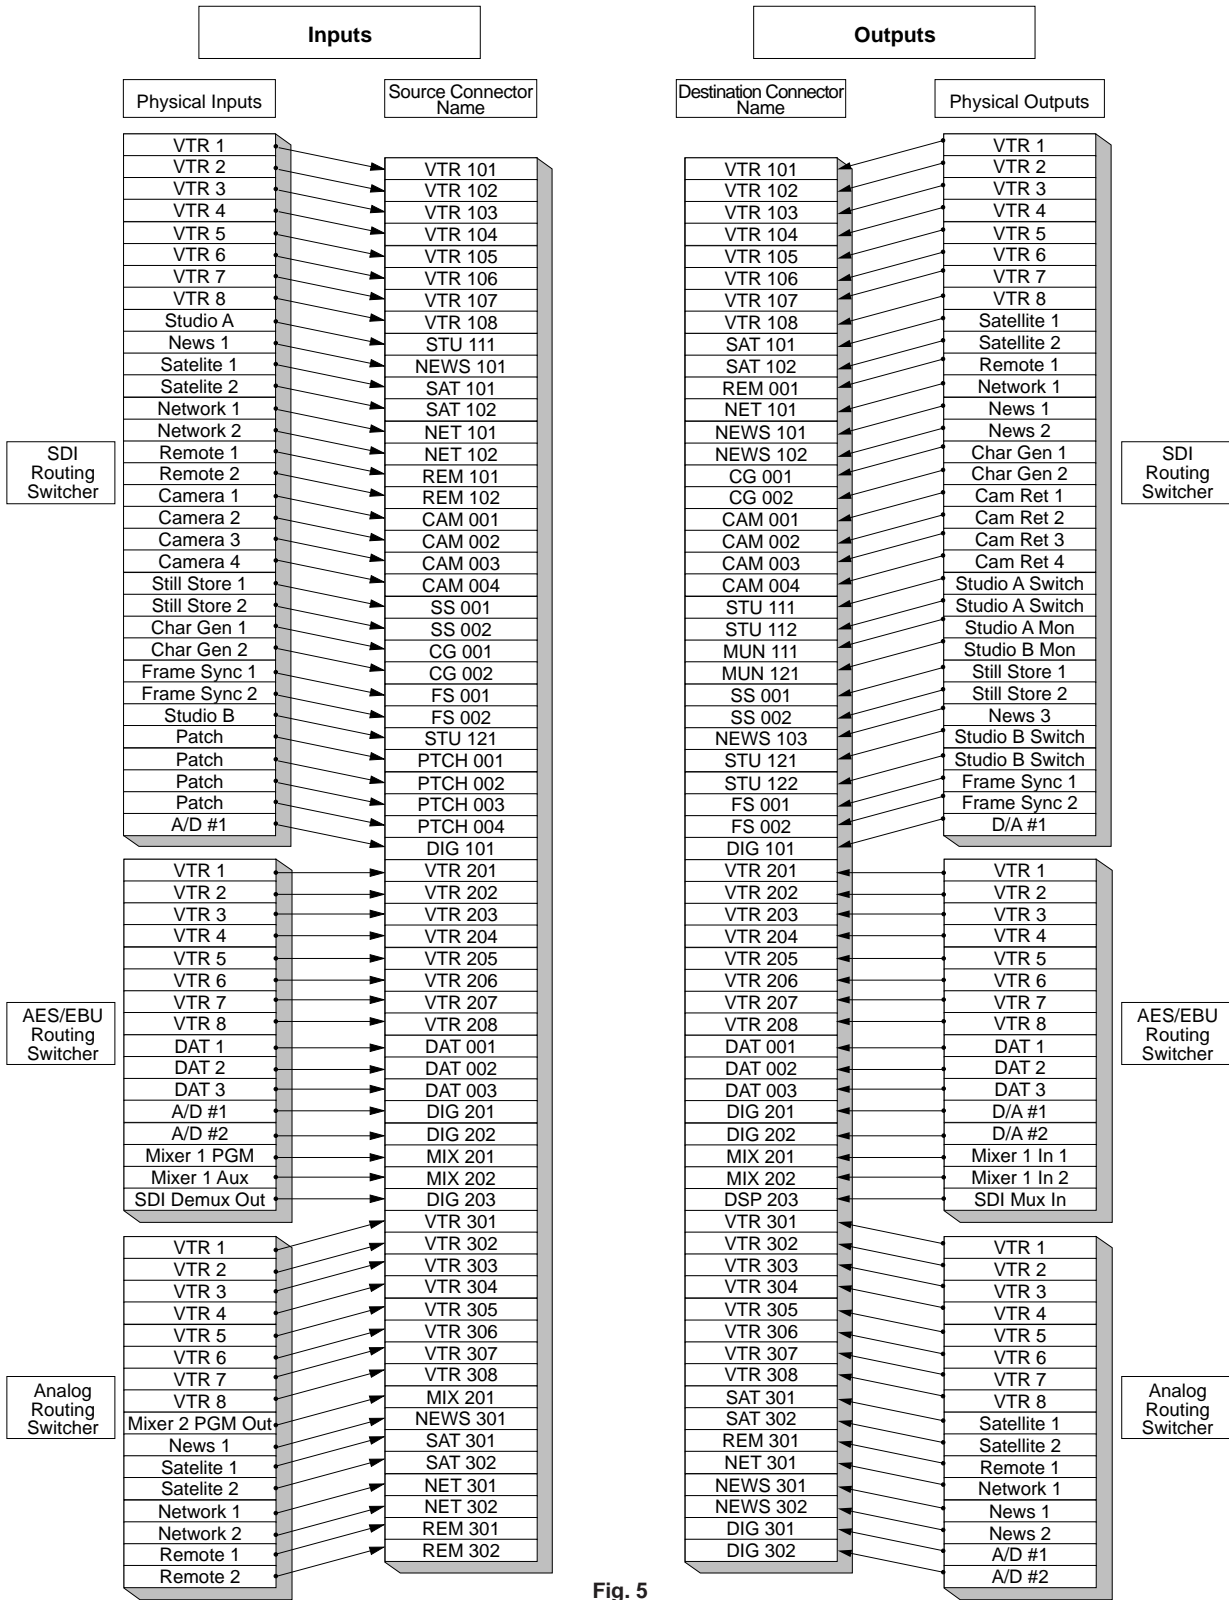 Inputs
Outputs
Physical Inputs
Source Connector
Name
Destination Connector
Name
Physical Outputs
SDI
Routing
Switcher
VTR 1
VTR 2
VTR 3
VTR 4
VTR 5
VTR 6
VTR 7
VTR 8
Studio A
News 1
Satelite 1
Satelite 2
Network 1
Network 2
Remote 1
Remote 2
Camera 1
Camera 2
Camera 3
Camera 4
Still Store 1
Still Store 2
Char Gen 1
Char Gen 2
Frame Sync 1
Frame Sync 2
Studio B
Patch
Patch
Patch
Patch
A/D #1
AES/EBU
Routing
Switcher
VTR 1
VTR 2
VTR 3
VTR 4
VTR 5
VTR 6
VTR 7
VTR 8
DAT 1
DAT 2
DAT 3
A/D #1
A/D #2
Mixer 1 PGM
Mixer 1 Aux
SDI Demux Out
Analog
Routing
Switcher
VTR 1
VTR 2
VTR 3
VTR 4
VTR 5
VTR 6
VTR 7
VTR 8
Mixer 2 PGM Out
News 1
Satelite 1
Satelite 2
Network 1
Network 2
Remote 1
Remote 2
VTR 101
VTR 102
VTR 103
VTR 104
VTR 105
VTR 106
VTR 107
VTR 108
STU 111
NEWS 101
SAT 101
SAT 102
NET 101
NET 102
REM 101
REM 102
CAM 001
CAM 002
CAM 003
CAM 004
SS 001
SS 002
CG 001
CG 002
FS 001
FS 002
STU 121
PTCH 001
PTCH 002
PTCH 003
PTCH 004
DIG 101
VTR 201
VTR 202
VTR 203
VTR 204
VTR 205
VTR 206
VTR 207
VTR 208
DAT 001
DAT 002
DAT 003
DIG 201
DIG 202
MIX 201
MIX 202
DIG 203
VTR 301
VTR 302
VTR 303
VTR 304
VTR 305
VTR 306
VTR 307
VTR 308
MIX 201
NEWS 301
SAT 301
SAT 302
NET 301
NET 302
REM 301
REM 302
VTR 101
VTR 102
VTR 103
VTR 104
VTR 105
VTR 106
VTR 107
VTR 108
SAT 101
SAT 102
REM 001
NET 101
NEWS 101
NEWS 102
CG 001
CG 002
CAM 001
CAM 002
CAM 003
CAM 004
STU 111
STU 112
MUN 111
MUN 121
SS 001
SS 002
NEWS 103
STU 121
STU 122
FS 001
FS 002
DIG 101
VTR 201
VTR 202
VTR 203
VTR 204
VTR 205
VTR 206
VTR 207
VTR 208
DAT 001
DAT 002
DAT 003
DIG 201
DIG 202
MIX 201
MIX 202
DSP 203
VTR 301
VTR 302
VTR 303
VTR 304
VTR 305
VTR 306
VTR 307
VTR 308
SAT 301
SAT 302
REM 301
NET 301
NEWS 301
NEWS 302
DIG 301
DIG 302
VTR 1
VTR 2
VTR 3
VTR 4
VTR 5
VTR 6
VTR 7
VTR 8
Satellite 1
Satellite 2
Remote 1
Network 1
News 1
News 2
Char Gen 1
Char Gen 2
Cam Ret 1
Cam Ret 2
Cam Ret 3
Cam Ret 4
Studio A Switch
Studio A Switch
Studio A Mon
Studio B Mon
Still Store 1
Still Store 2
News 3
Studio B Switch
Studio B Switch
Frame Sync 1
Frame Sync 2
D/A #1
SDI
Routing
Switcher
VTR 1
VTR 2
VTR 3
VTR 4
VTR 5
VTR 6
VTR 7
VTR 8
DAT 1
DAT 2
DAT 3
D/A #1
D/A #2
Mixer 1 In 1
Mixer 1 In 2
SDI Mux In
AES/EBU
Routing
Switcher
VTR 1
VTR 2
VTR 3
VTR 4
VTR 5
VTR 6
VTR 7
VTR 8
Satellite 1
Satellite 2
Remote 1
Network 1
News 1
News 2
A/D #1
A/D #2
Analog
Routing
Switcher
Fig. 5